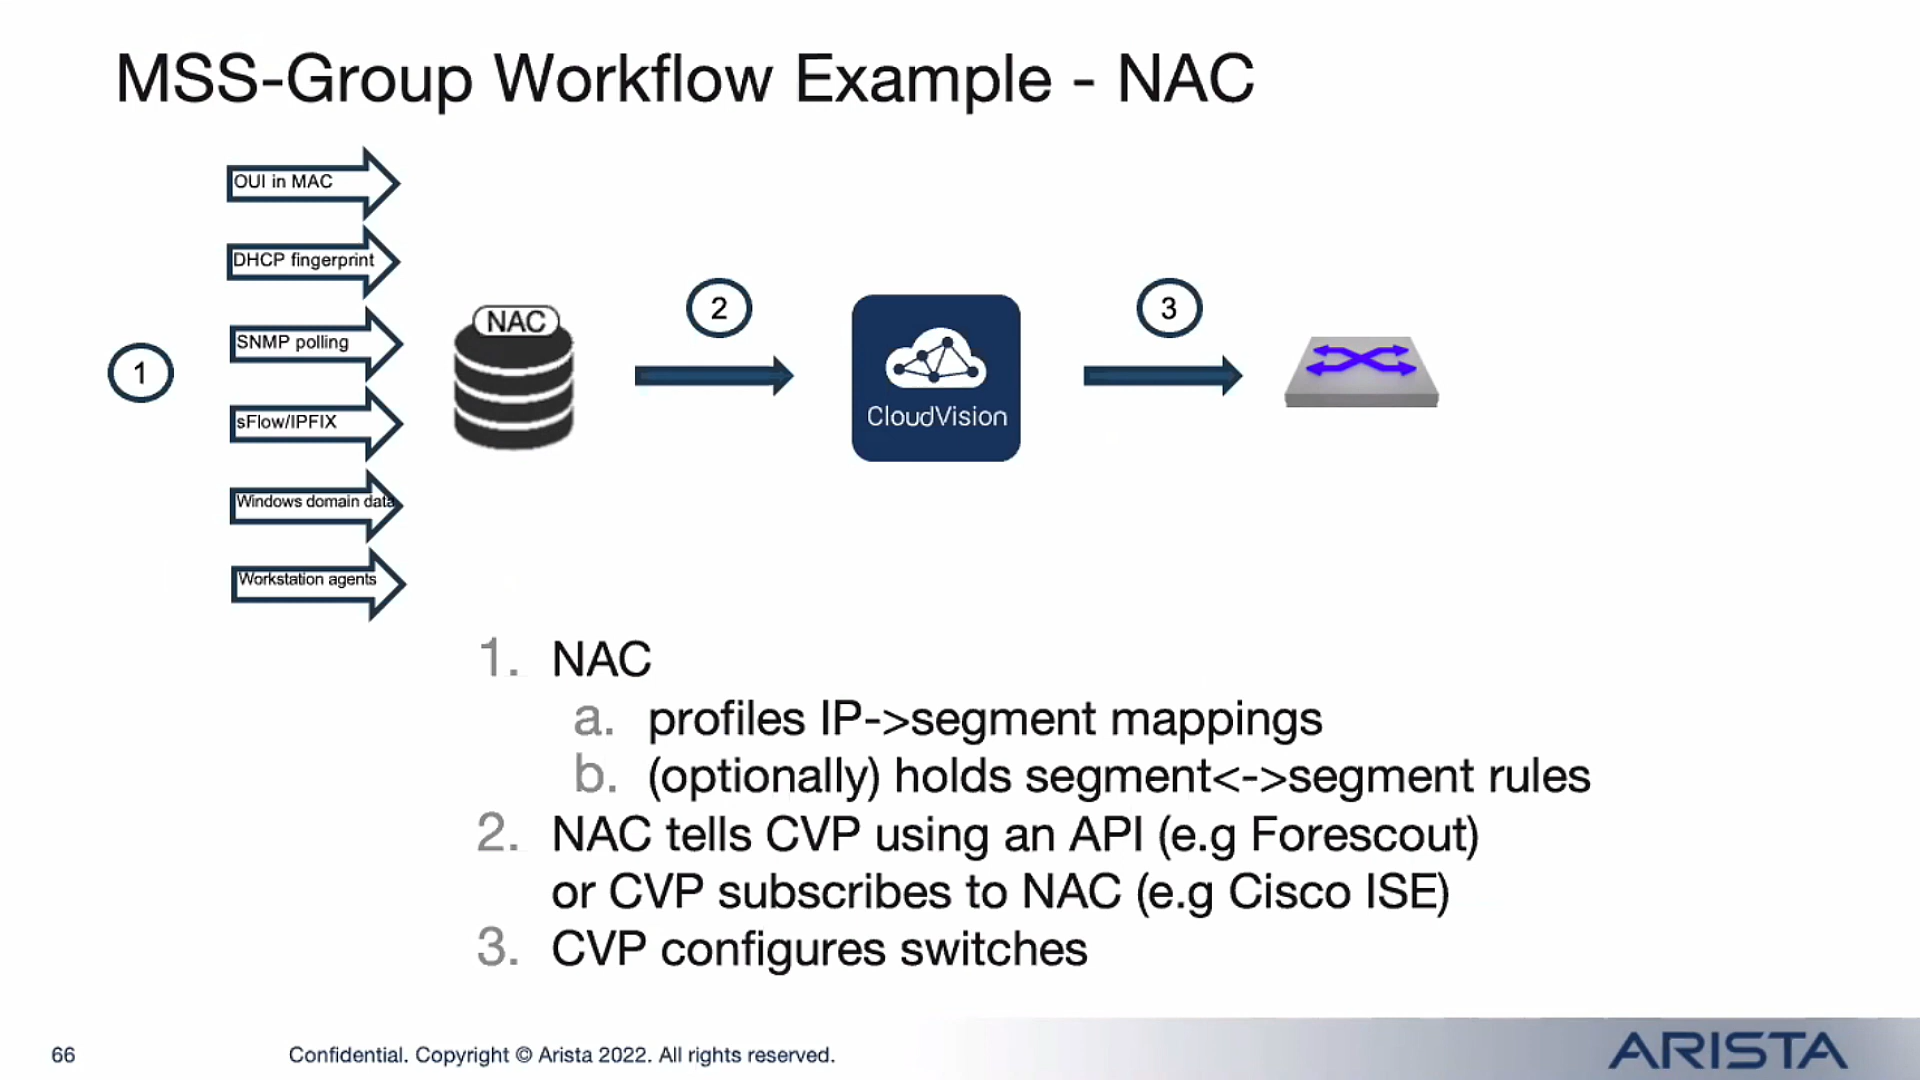 MSS-Group Workflow Example - NAC
OUI in MAC
DHCP fingerprint
SNMP polling
sFlow/IPFIX
Windows domain data
Workstation agents
1
NAC
2
CloudVision
3
1. NAC
a. profiles IP->segment mappings
b. (optionally) holds segment<->segment rules
2. NAC tells CVP using an API (e.g Forescout)
or CVP subscribes to NAC (e.g Cisco ISE)
3. CVP configures switches
66
Confidential. Copyright © Arista 2022. All rights reserved.
ARISTA